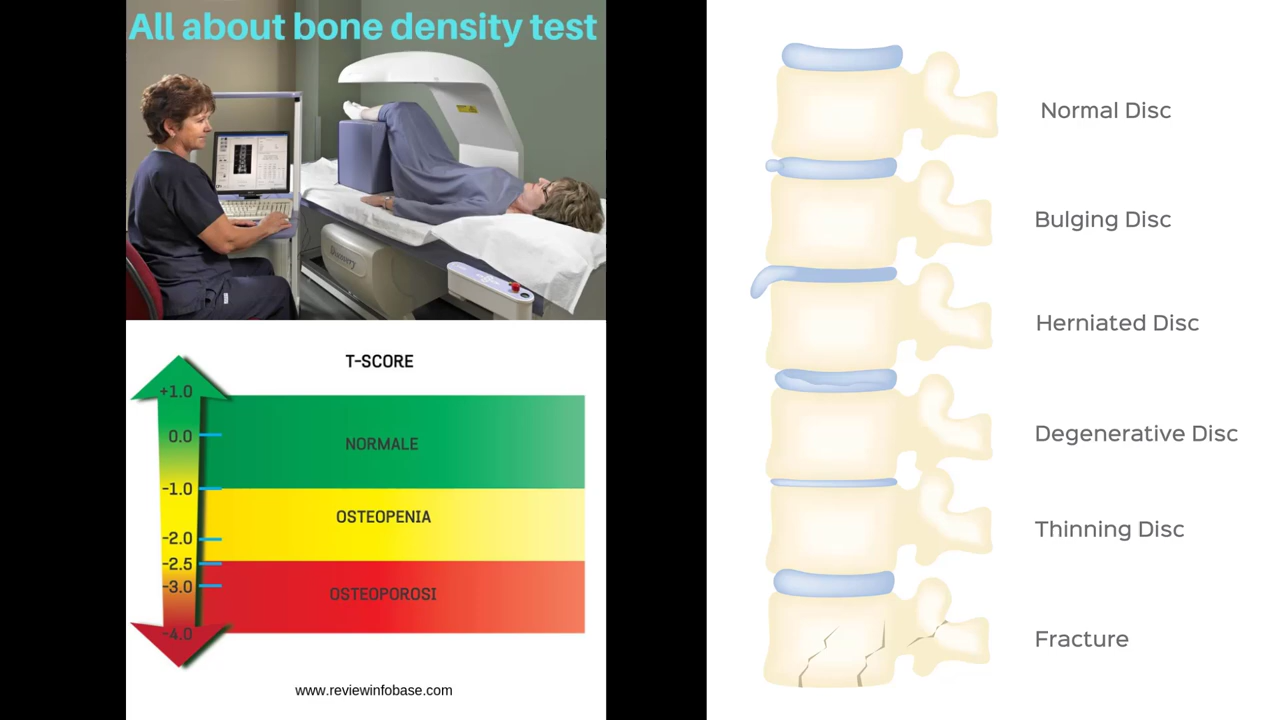 All about bone density test
Discovery
T-SCORE
+1.0
0.0
-1.0
-2.0
-2.5
-3.0
-4.0
NORMALE
OSTEOPENIA
OSTEOPOROSI
www.reviewinfobase.com
Normal Disc
Bulging Disc
Herniated Disc
Degenerative Disc
Thinning Disc
Fracture